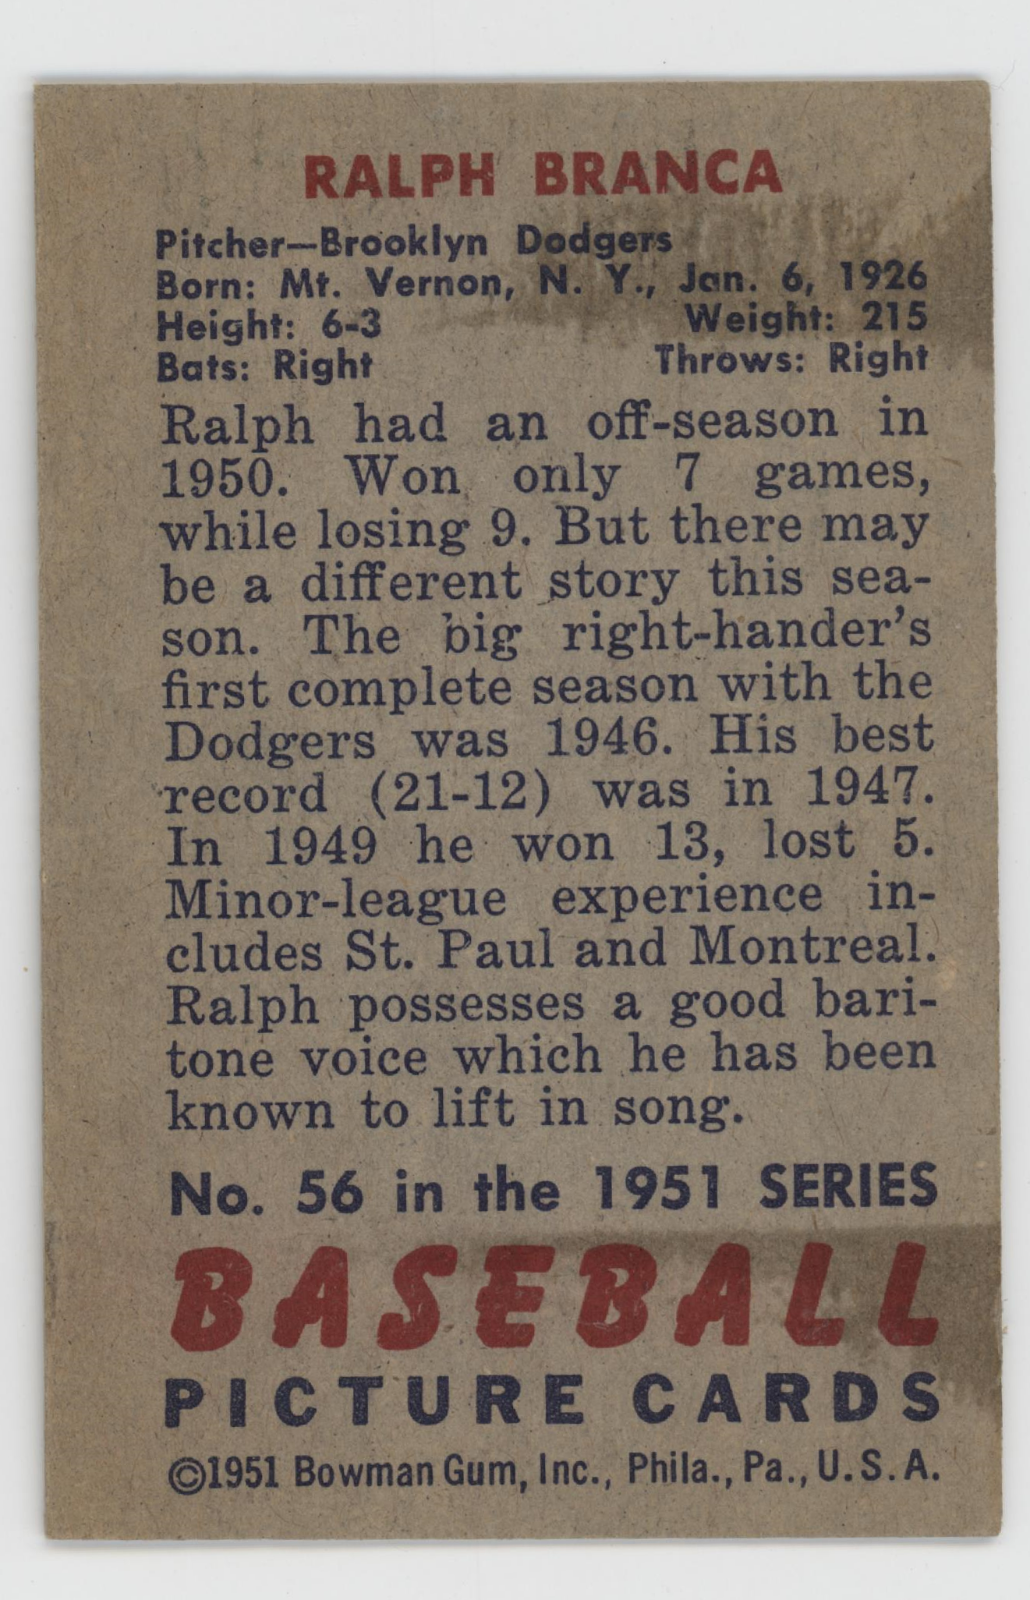 RALPH BRANCA
Pitcher—Brooklyn Dodgers
Born: Mt. Vernon, N. Y., Jan. 6, 1926
Height: 6-3 Weight: 215
Bats: Right Throws: Right
Ralph had an off-season in
1950. Won only 7 games,
while losing 9. But there may
be a different story this sea-
son. The big right-hander's
first complete season with the
Dodgers was 1946. His best
record (21-12) was in 1947.
In 1949 he won 13, lost 5.
Minor-league experience in-
cludes St. Paul and Montreal.
Ralph possesses a good bari-
tone voice which he has been
known to lift in song.
No. 56 in the 1951 SERIES
BASEBALL
PICTURE CARDS
©1951 Bowman Gum, Inc., Phila., Pa., U.S.A.